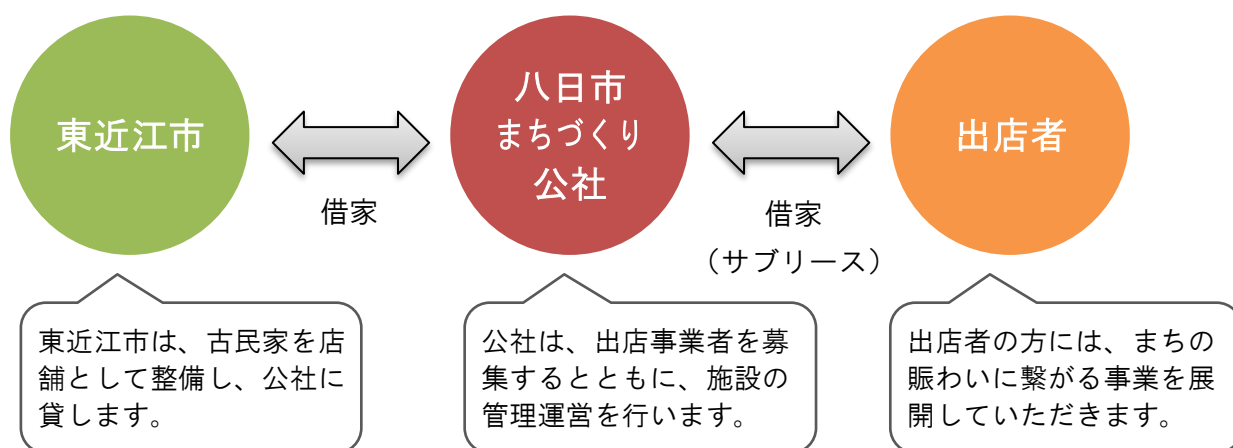 東近江市
八日市
まちづくり
公社
出店者
借家
借家
（サブリース）
東近江市は、古民家を店
舗として整備し、公社に
貸します。
公社は、出店事業者を募
集するとともに、施設の
管理運営を行います。
出店者の方には、まちの
賑わいに繋がる事業を展
開していただきます。